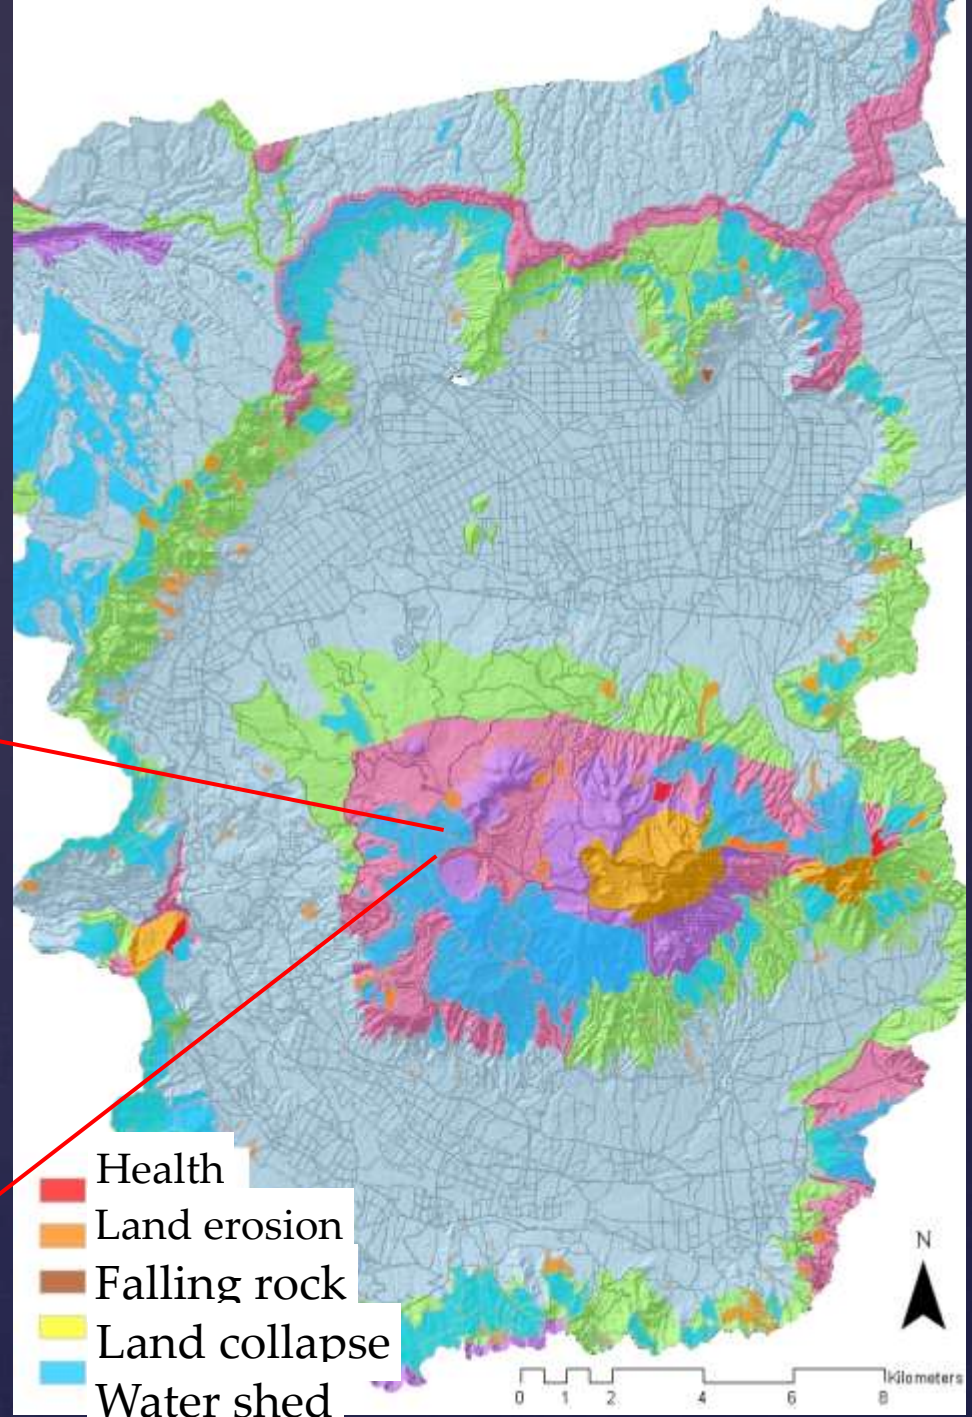 Health
Land erosion
Falling rock
Land collapse
Water shed
N
Kilometers
0 1 2 4 6 8